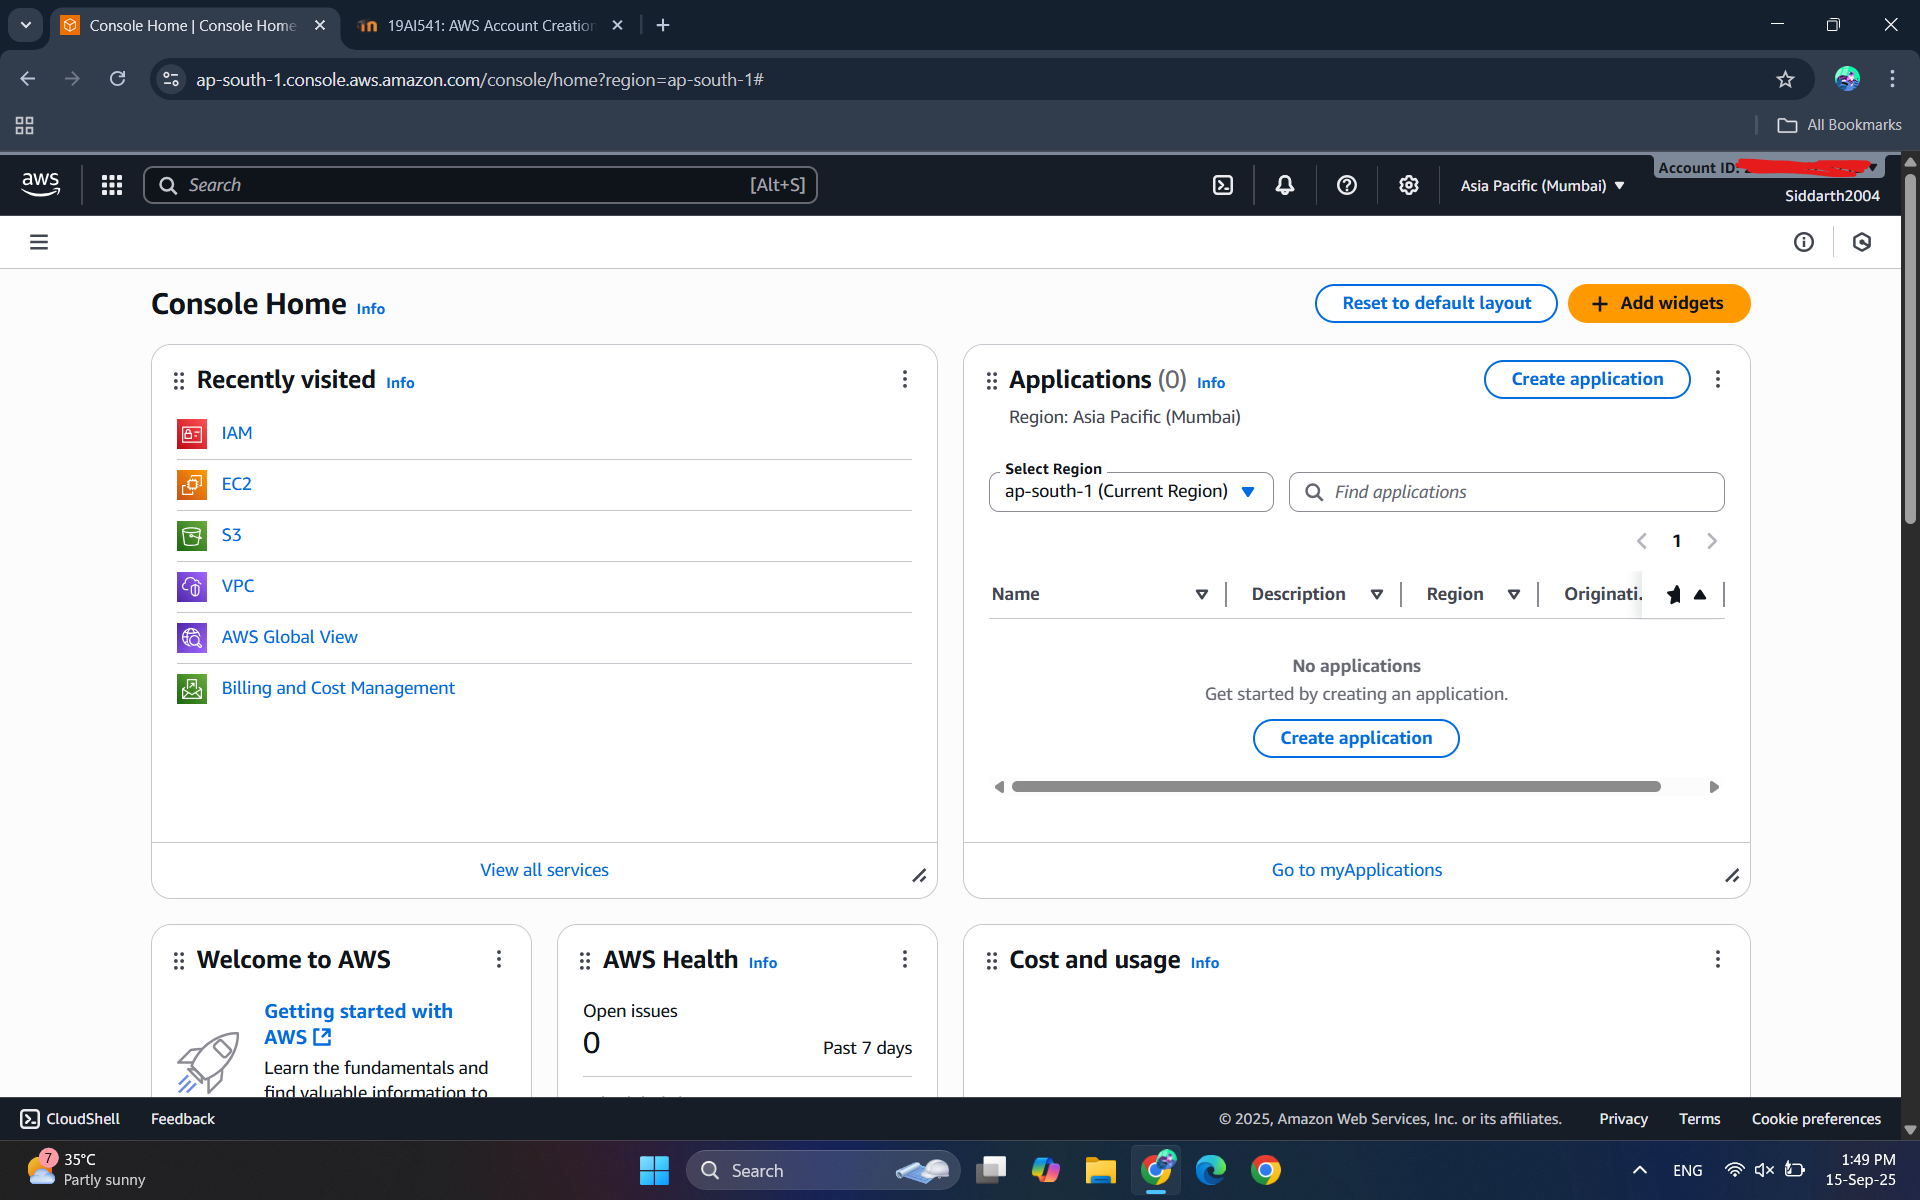 Console Home | Console Home
19AI541: AWS Account Creation
ap-south-1.console.aws.amazon.com/console/home?region=ap-south-1#
All Bookmarks
aws
Search
[Alt+S]
Asia Pacific (Mumbai)
Account ID:
Siddarth2004
Console Home Info
Reset to default layout
Add widgets
Recently visited Info
IAM
EC2
S3
VPC
AWS Global View
Billing and Cost Management
View all services
Applications (0) Info
Create application
Region: Asia Pacific (Mumbai)
Select Region
ap-south-1 (Current Region)
Find applications
1
Name
Description
Region
Originati.
No applications
Get started by creating an application.
Create application
Go to myApplications
Welcome to AWS
Getting started with
AWS
Learn the fundamentals and
find valuable information to
AWS Health Info
Open issues
0
Past 7 days
Cost and usage Info
CloudShell
Feedback
© 2025, Amazon Web Services, Inc. or its affiliates.
Privacy
Terms
Cookie preferences
7
35°C
Partly sunny
Search
ENG
1:49 PM
15-Sep-25